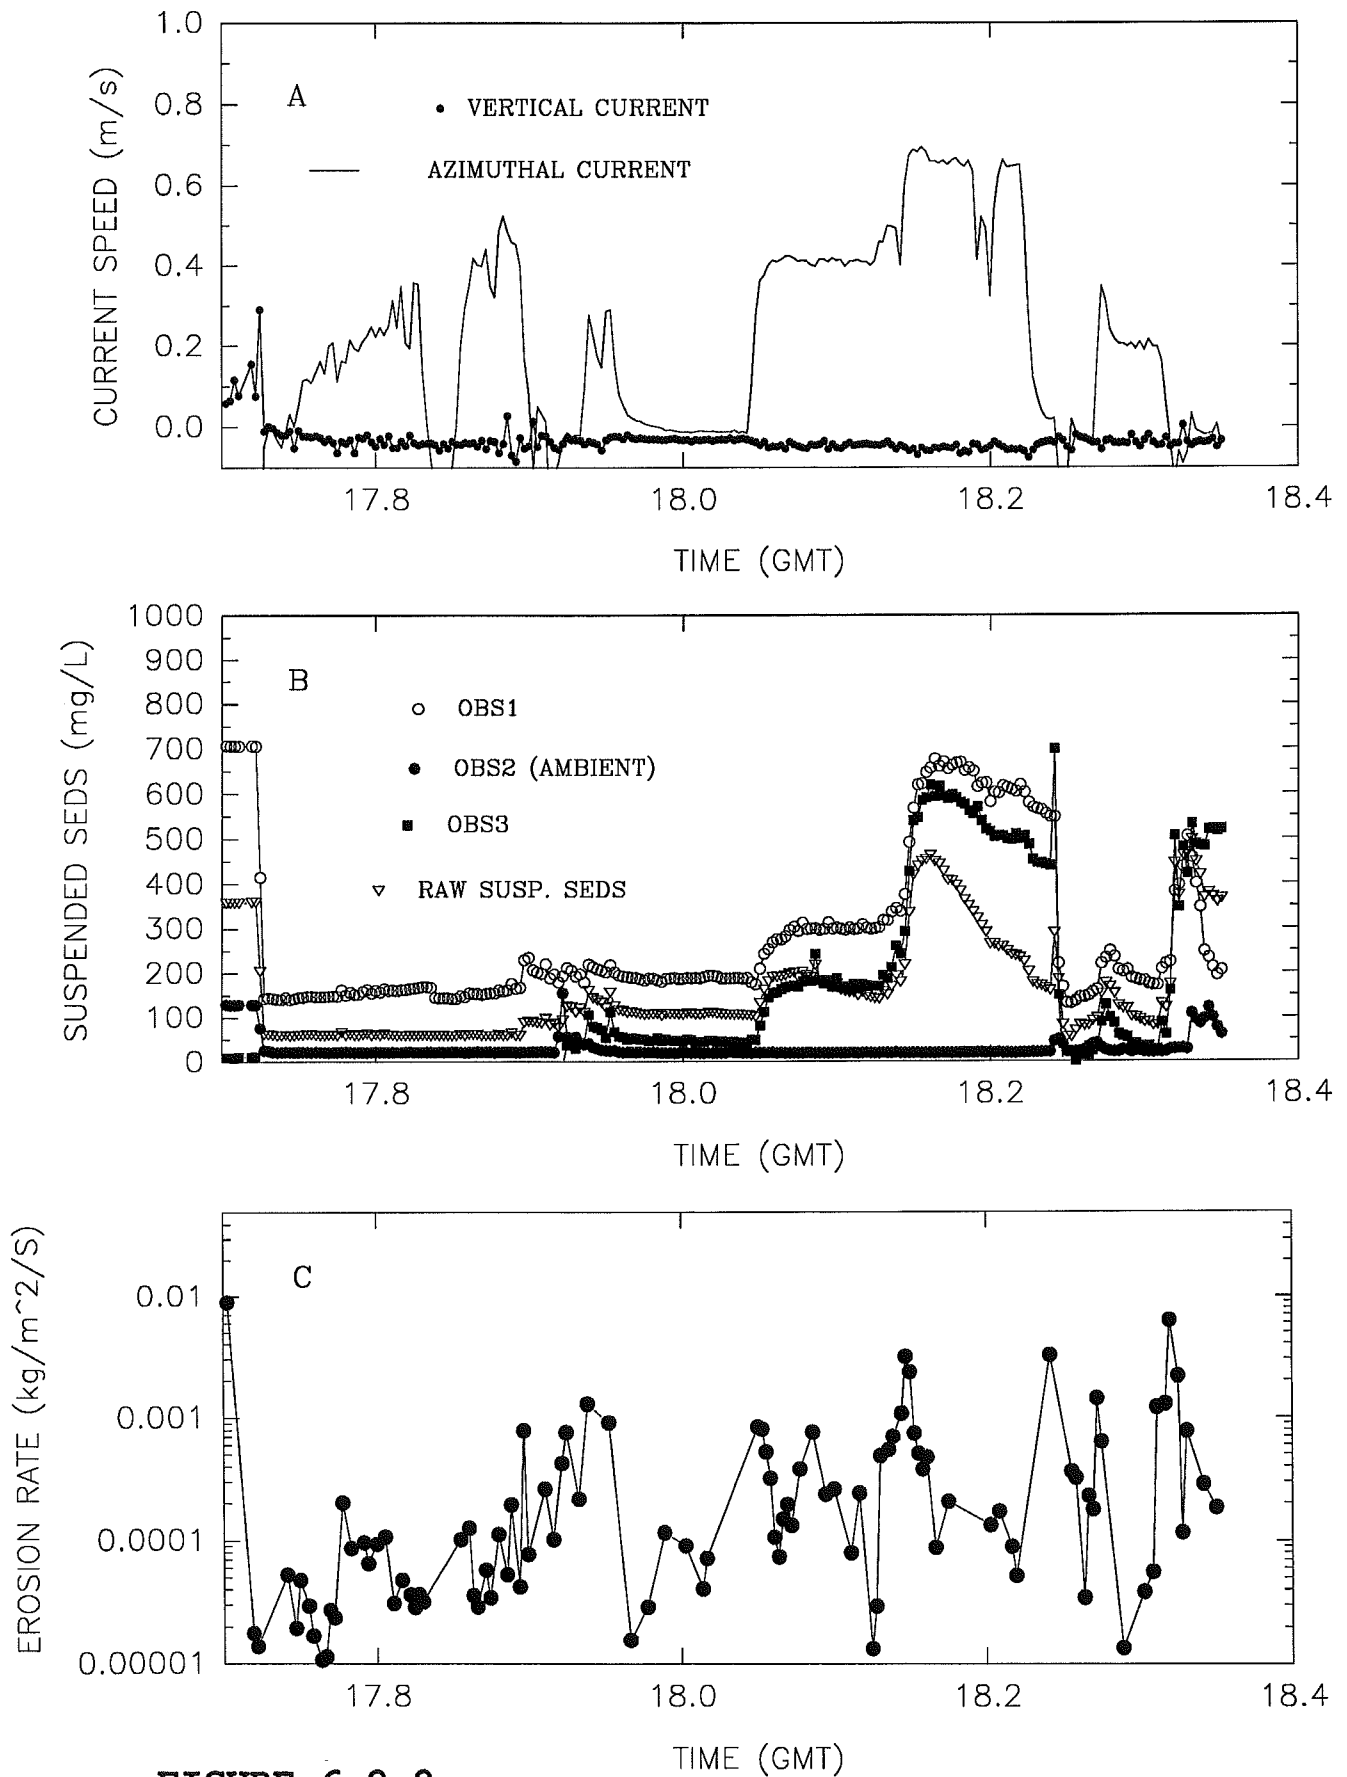 1.0
A
VERTICAL CURRENT
0.8
AZIMUTHAL CURRENT
0.6
0.4
0.2
0.0
CURRENT SPEED (m/s)
17.8 18.0 18.2 18.4
TIME (GMT)
1000
900
B
800
OBS1
700
OBS2 (AMBIENT)
600
OBS3
500
400
RAW SUSP. SEDS
300
200
100
0
SUSPENDED SEDS (mg/L)
17.8 18.0 18.2 18.4
TIME (GMT)
C
0.01
0.001
0.0001
0.00001
EROSION RATE (kg/m^2/S)
17.8 18.0 18.2 18.4
TIME (GMT)